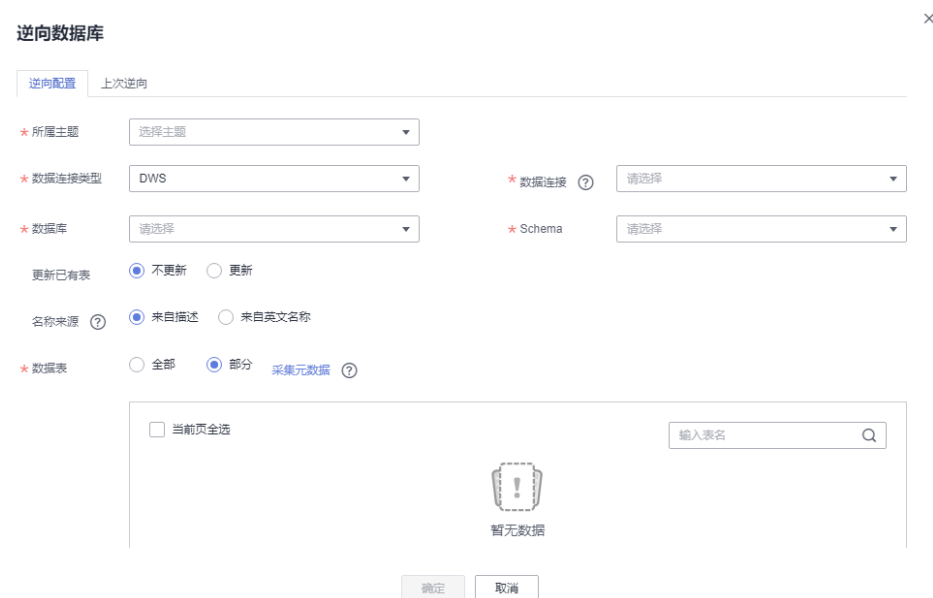 逆向数据库
逆向配置 上次逆向
* 所属主题 选择主题
* 数据连接类型 DWS * 数据连接 ? 请选择
* 数据库 请选择 * Schema 请选择
更新已有表 不更新 更新
名称来源 ? 来自描述 来自英文名称
* 数据表 全部 部分 采集元数据 ?
当前页全选 输入表名
暂无数据
确定 取消